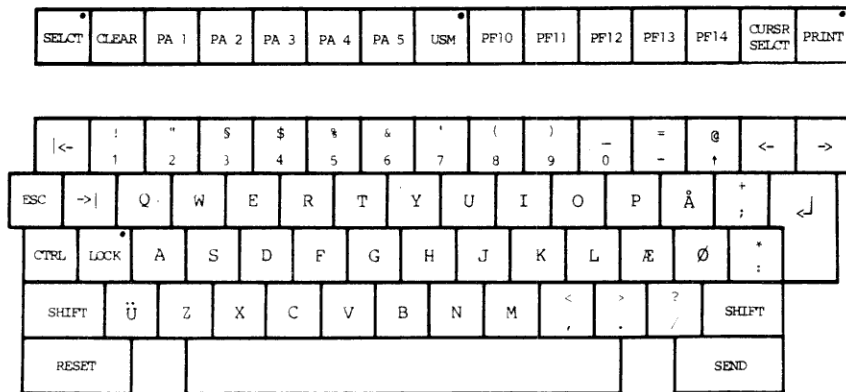 SELCT CLEAR PA 1 PA 2 PA 3 PA 4 PA 5 USM PF10 PF11 PF12 PF13 PF14 CURSR SELCT PRINT
|<- ! 1 " 2 § 3 $ 4 % 5 & 6 ' 7 ( 8 ) 9 _ 0 = - @ ↑ <- ->
ESC ->| Q W E R T Y U I O P Å + ; <┘
CTRL LOCK A S D F G H J K L Æ Ø * :
SHIFT Ü Z X C V B N M < , > . ? / SHIFT
RESET SEND